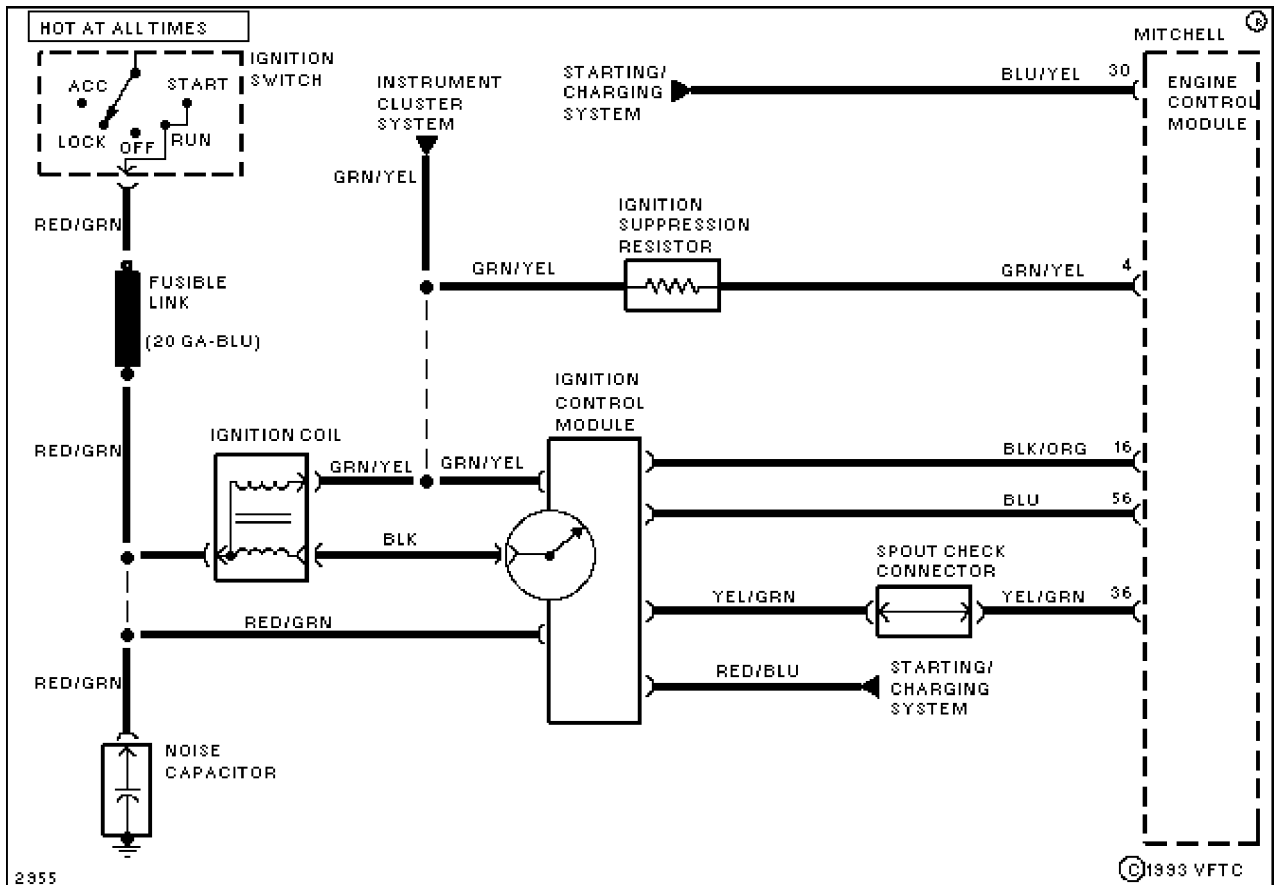 HOT AT ALL TIMES
®
MITCHELL
IGNITION
SWITCH
ACC
START
LOCK
OFF
RUN
INSTRUMENT
CLUSTER
SYSTEM
STARTING/
CHARGING
SYSTEM
BLU/YEL
30
ENGINE
CONTROL
MODULE
GRN/YEL
RED/GRN
IGNITION
SUPPRESSION
RESISTOR
GRN/YEL
GRN/YEL
4
FUSIBLE
LINK
(20 GA-BLU)
IGNITION
CONTROL
MODULE
IGNITION COIL
RED/GRN
GRN/YEL
GRN/YEL
BLK/ORG
16
BLU
56
BLK
SPOUT CHECK
CONNECTOR
YEL/GRN
YEL/GRN
36
RED/GRN
RED/GRN
RED/BLU
STARTING/
CHARGING
SYSTEM
NOISE
CAPACITOR
2955
©1993 VFTC